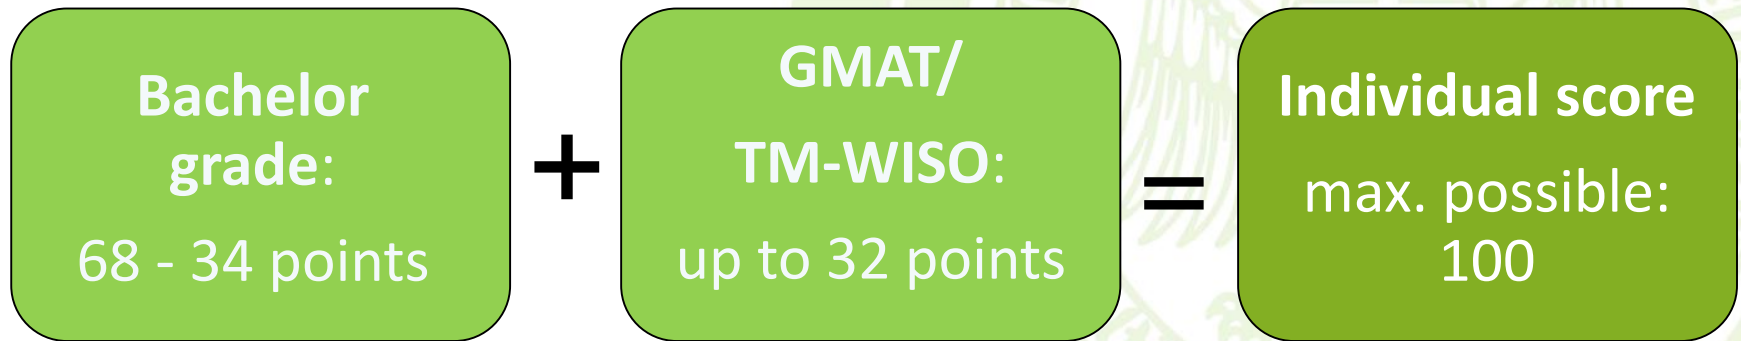 Bachelor
grade:
68 - 34 points
+
GMAT/
TM-WISO:
up to 32 points
=
Individual score
max. possible:
100